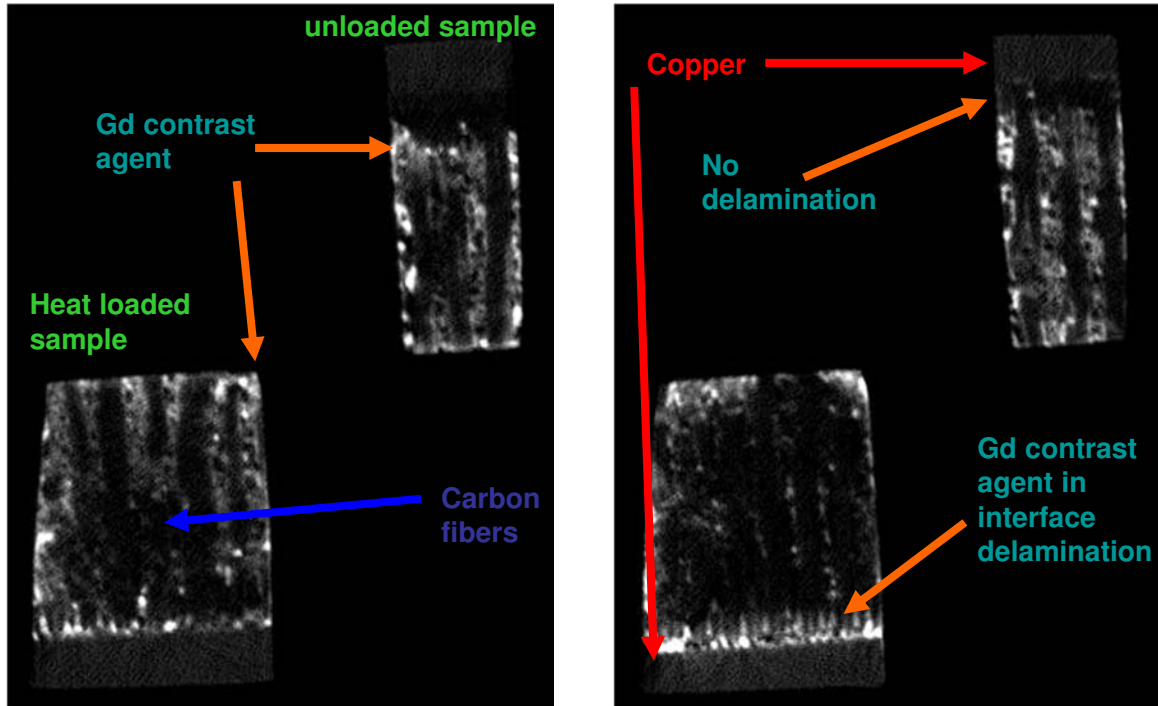 unloaded sample
Gd contrast
agent
Heat loaded
sample
Carbon
fibers
Copper
No
delamination
Gd contrast
agent in
interface
delamination